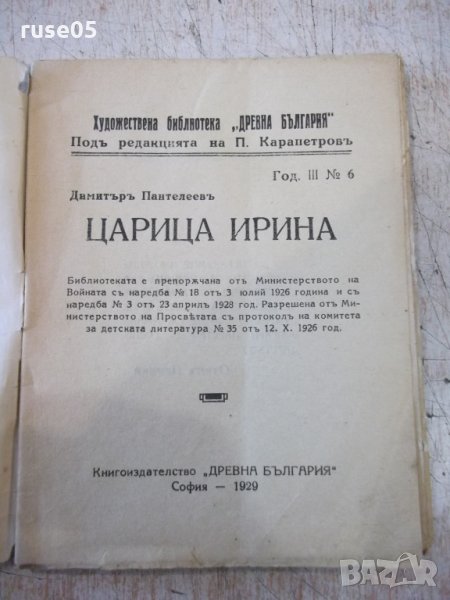 ruse05
Художествена библиотека „ДРЕВНА БЪЛГАРИЯ"
Подъ редакцията на П. Карапетровъ
Год. III № 6
Димитъръ Пантелеевъ
ЦАРИЦА ИРИНА
Библиотеката е препоръчана отъ Министерството на
Войната съ наредба № 18 отъ 3 юлий 1926 година и съ
наредба № 3 отъ 23 априлъ 1928 год. Разрешена отъ Ми-
нистерството на Просвѣтата съ протоколъ на комитета
за детската литература № 35 отъ 12. X. 1926 год.
Книгоиздателство „ДРЕВНА БЪЛГАРИЯ"
София — 1929
BAZAR
.bg